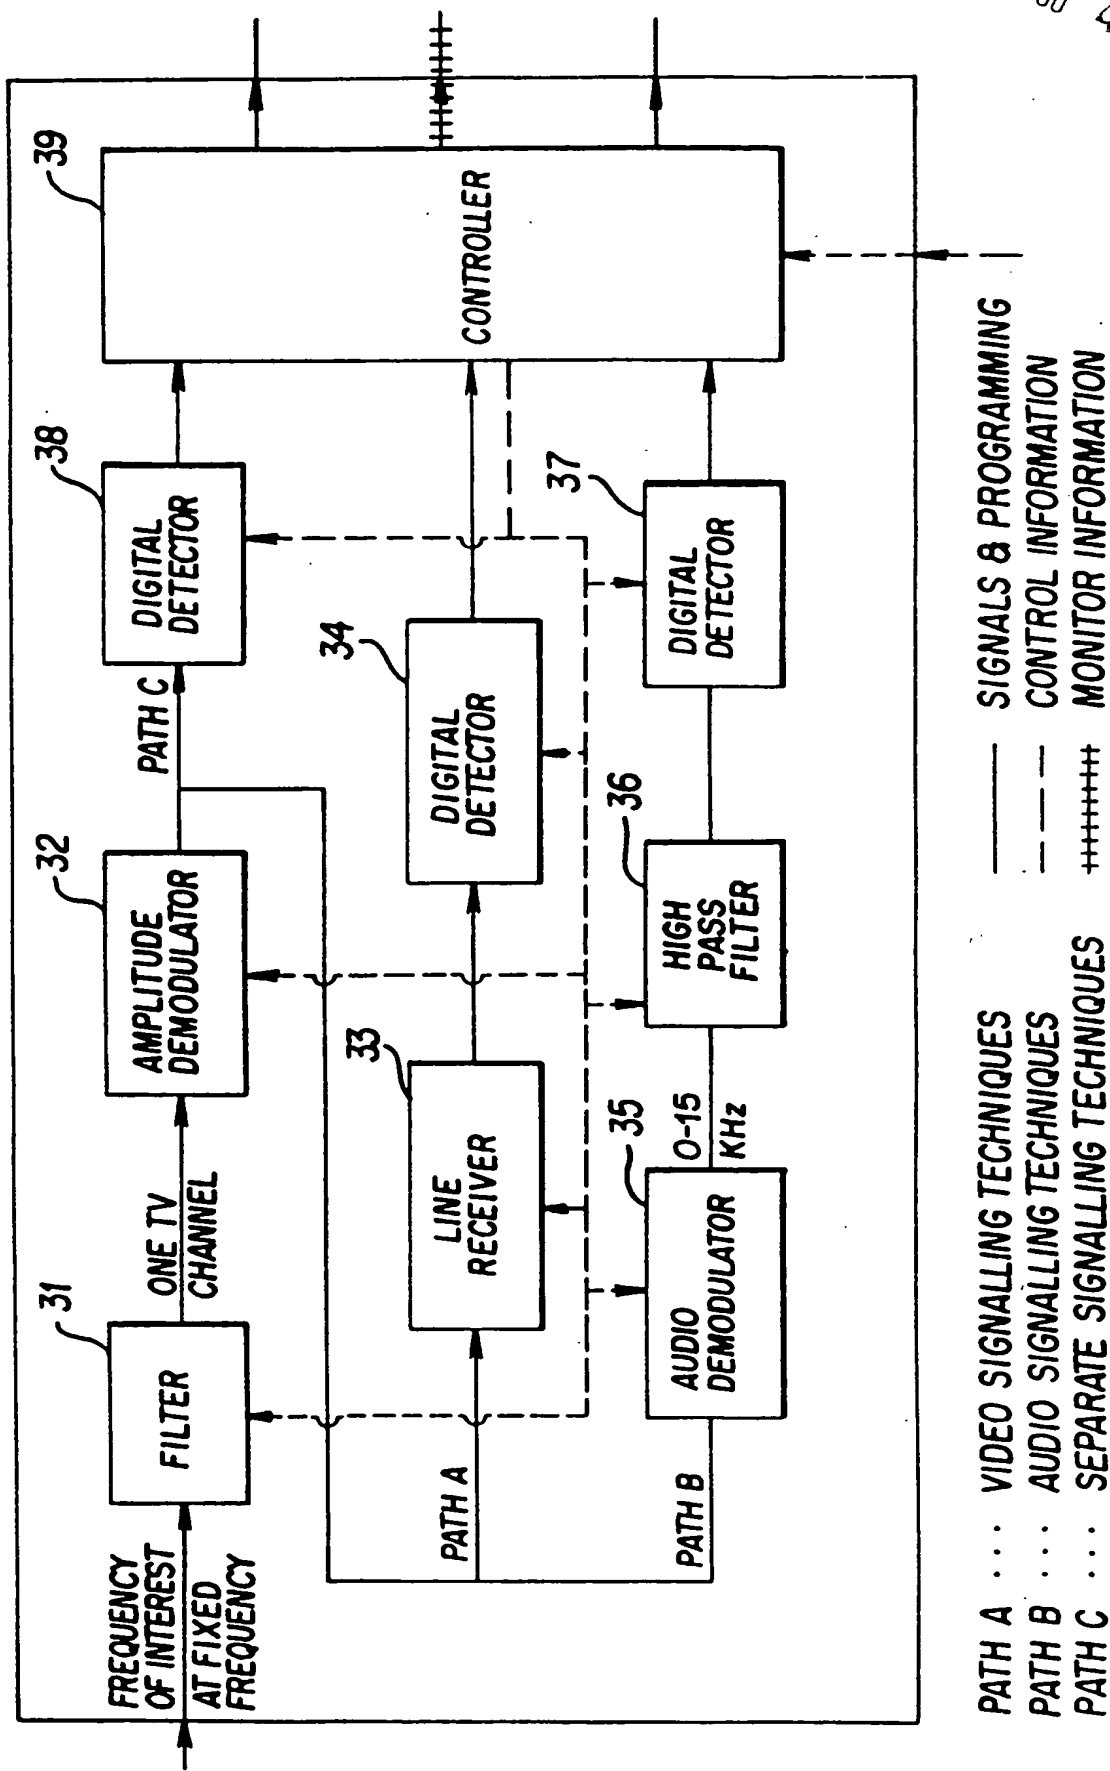 FREQUENCY
OF INTEREST
AT FIXED
FREQUENCY
31
FILTER
ONE TV
CHANNEL
32
AMPLITUDE
DEMODULATOR
PATH C
38
DIGITAL
DETECTOR
39
CONTROLLER
PATH A
33
LINE
RECEIVER
34
DIGITAL
DETECTOR
PATH B
35
AUDIO
DEMODULATOR
0-15
KHz
36
HIGH
PASS
FILTER
37
DIGITAL
DETECTOR
PATH A ... VIDEO SIGNALLING TECHNIQUES
PATH B ... AUDIO SIGNALLING TECHNIQUES
PATH C ... SEPARATE SIGNALLING TECHNIQUES
SIGNALS & PROGRAMMING
CONTROL INFORMATION
MONITOR INFORMATION